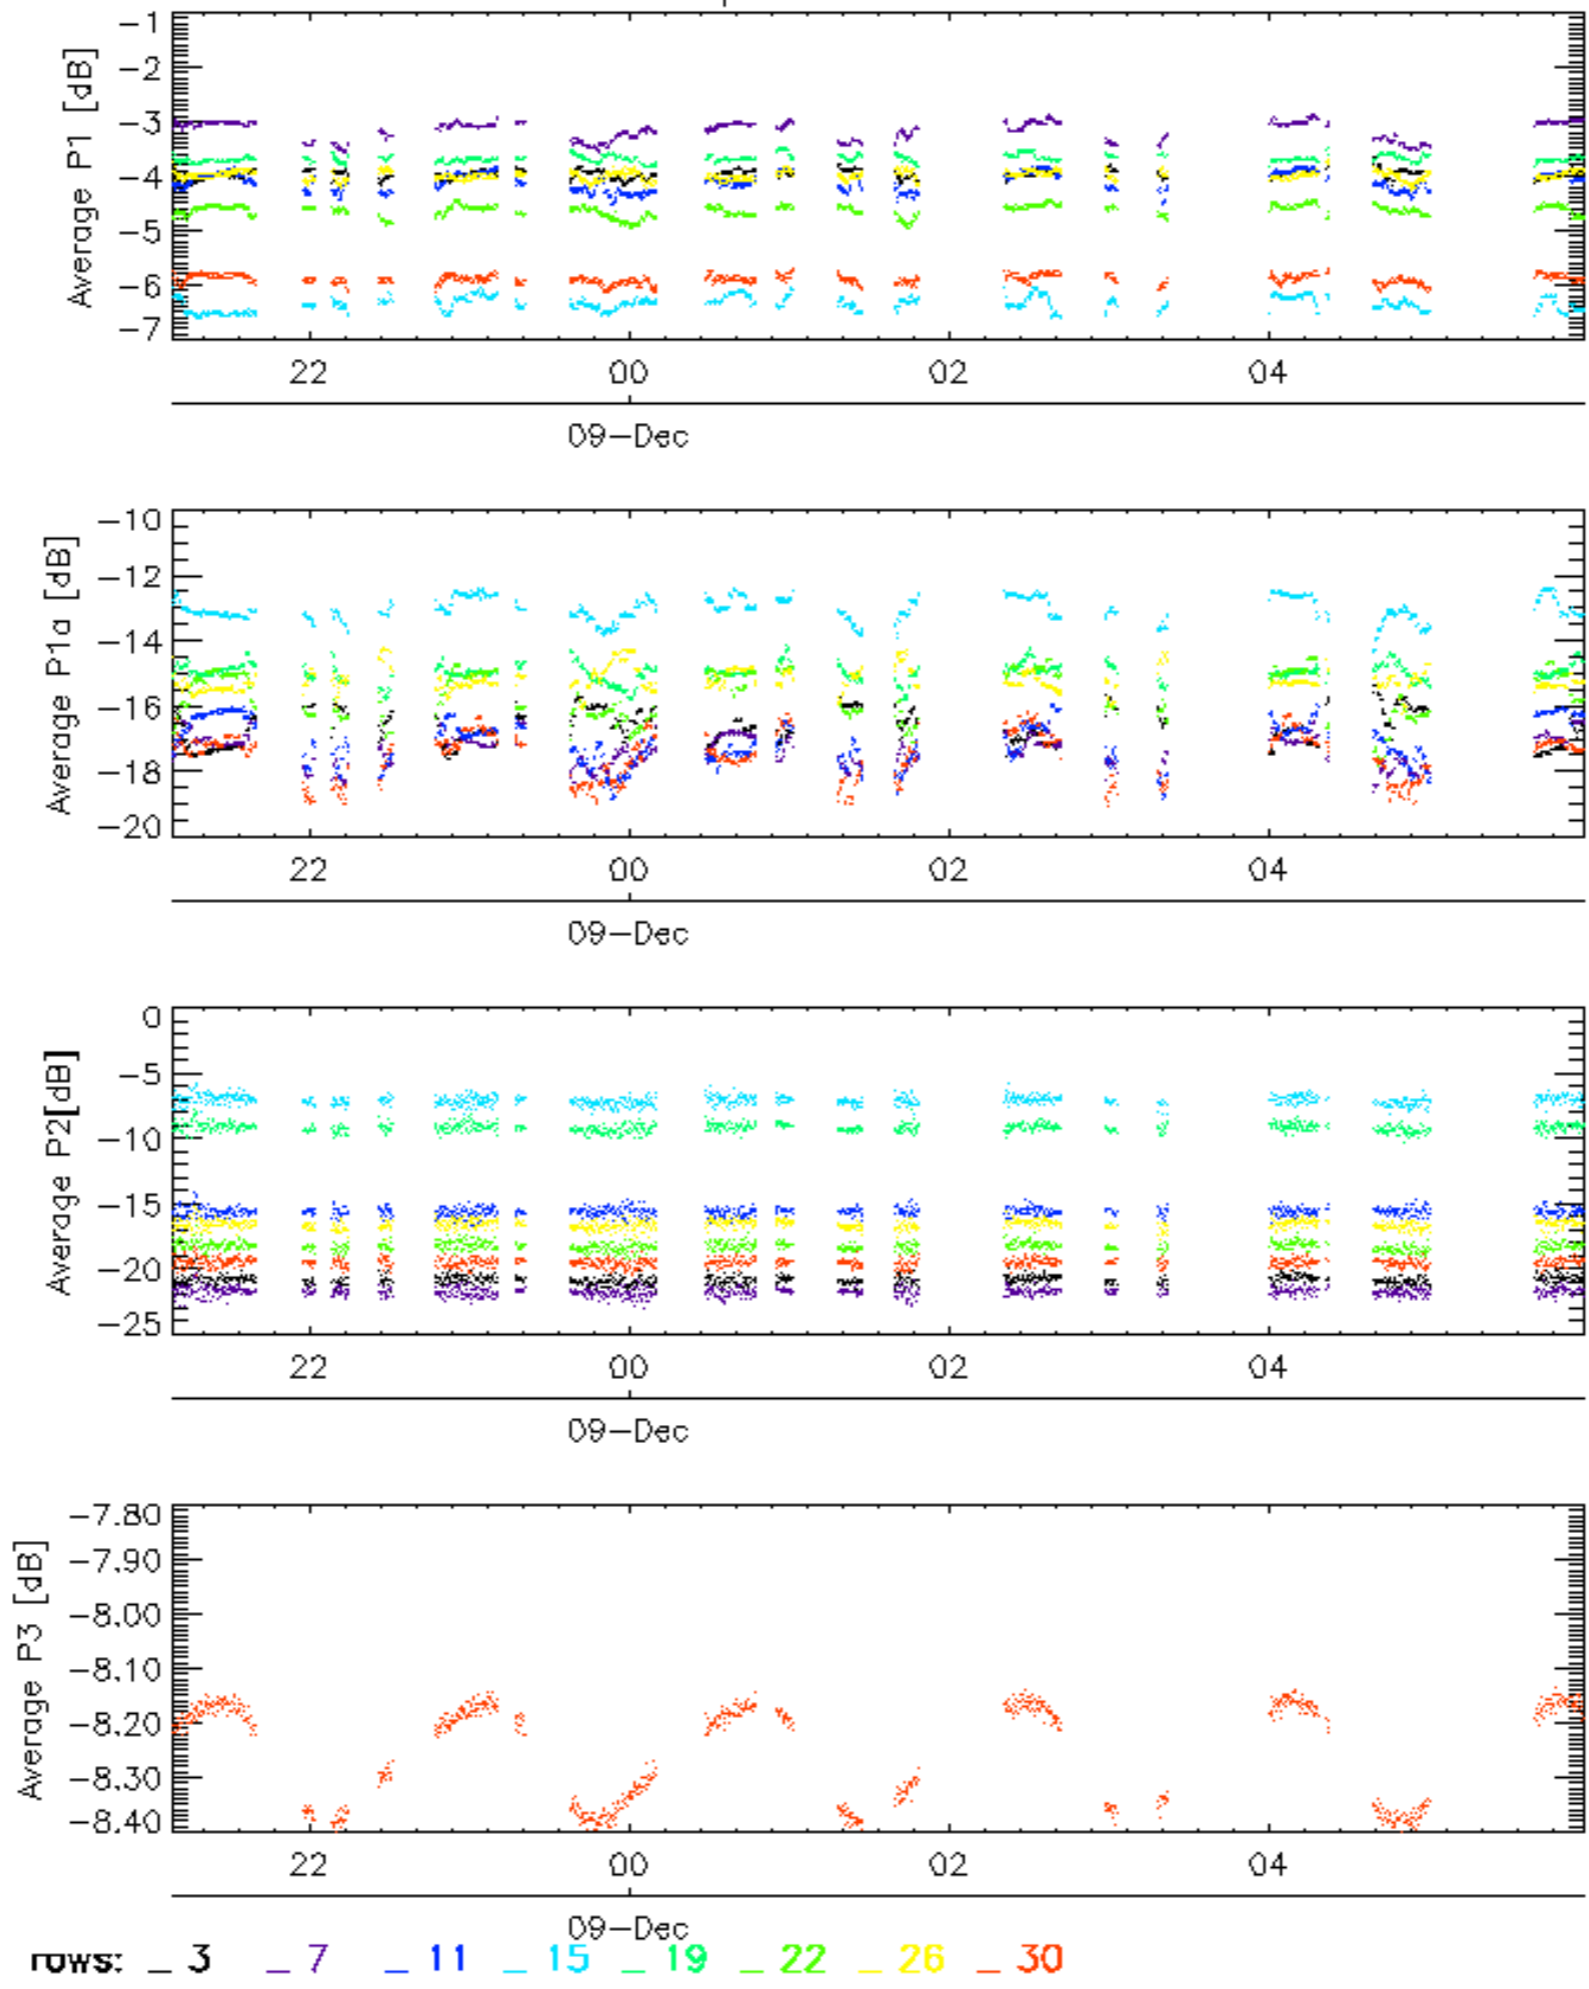 Average P1 [dB]
-1
-2
-3
-4
-5
-6
-7
22 00 02 04
09-Dec
Average P1a [dB]
-10
-12
-14
-16
-18
-20
22 00 02 04
09-Dec
Average P2[dB]
0
-5
-10
-15
-20
-25
22 00 02 04
09-Dec
Average P3 [dB]
-7.80
-7.90
-8.00
-8.10
-8.20
-8.30
-8.40
22 00 02 04
09-Dec
rows: _ 3 _ 7 _ 11 _ 15 _ 19 _ 22 _ 26 _ 30